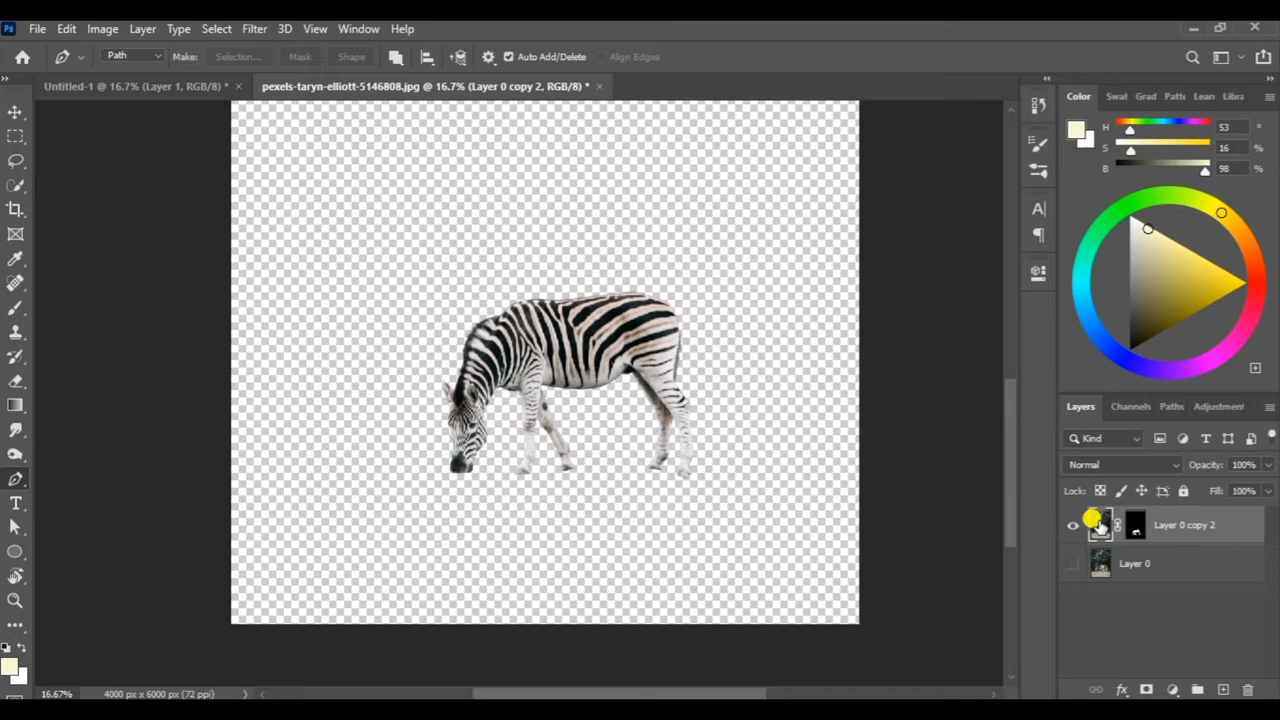 Ps File Edit Image Layer Type Select Filter 3D View Window Help
Path Make: Selection... Mask Shape Auto Add/Delete Align Edges
Untitled-1 @ 16.7% (Layer 1, RGB/8) * × pexels-taryn-elliott-5146808.jpg @ 16.7% (Layer 0 copy 2, RGB/8) * ×
Color Swat Grad Patt Lean Libra
H 53 °
S 16 %
B 98 %
Layers Channels Paths Adjustment
Kind
Normal Opacity: 100%
Lock: Fill: 100%
Layer 0 copy 2
Layer 0
16.67% 4000 px x 6000 px (72 ppi)